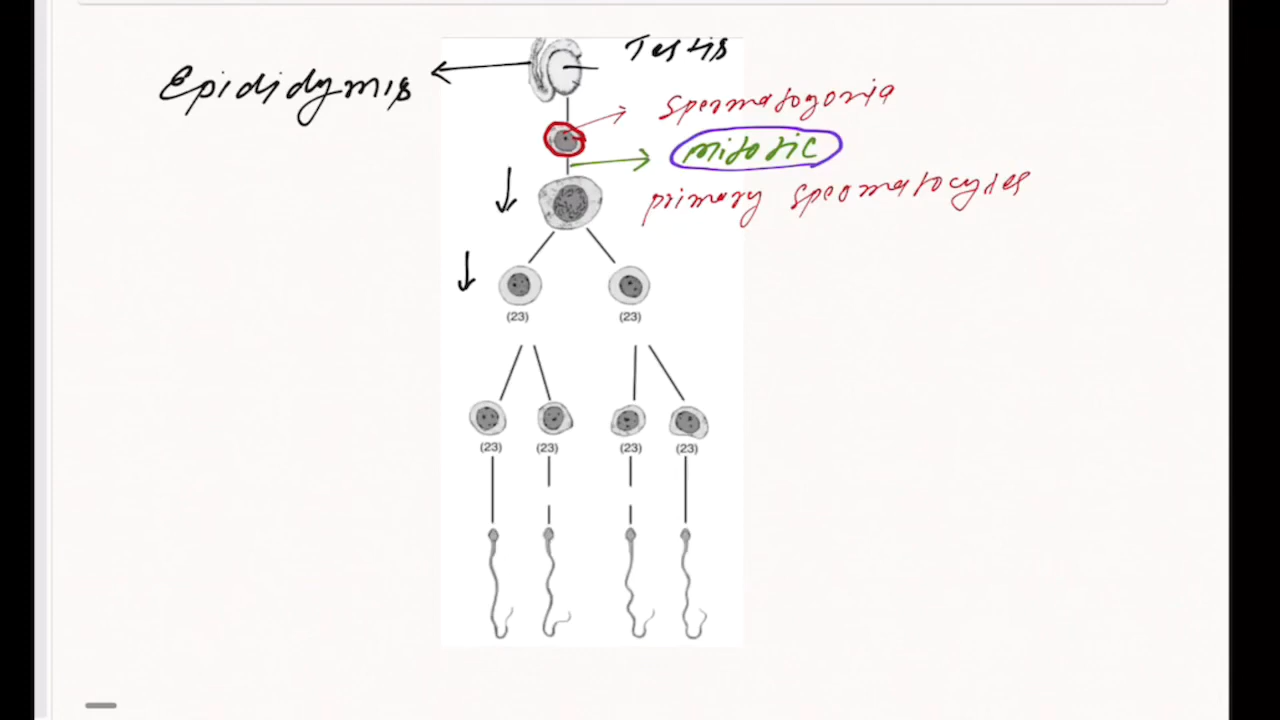 Testis
Epididymis
spermatogonia
mitotic
primary spermatocytes
(23) (23)
(23) (23) (23) (23)